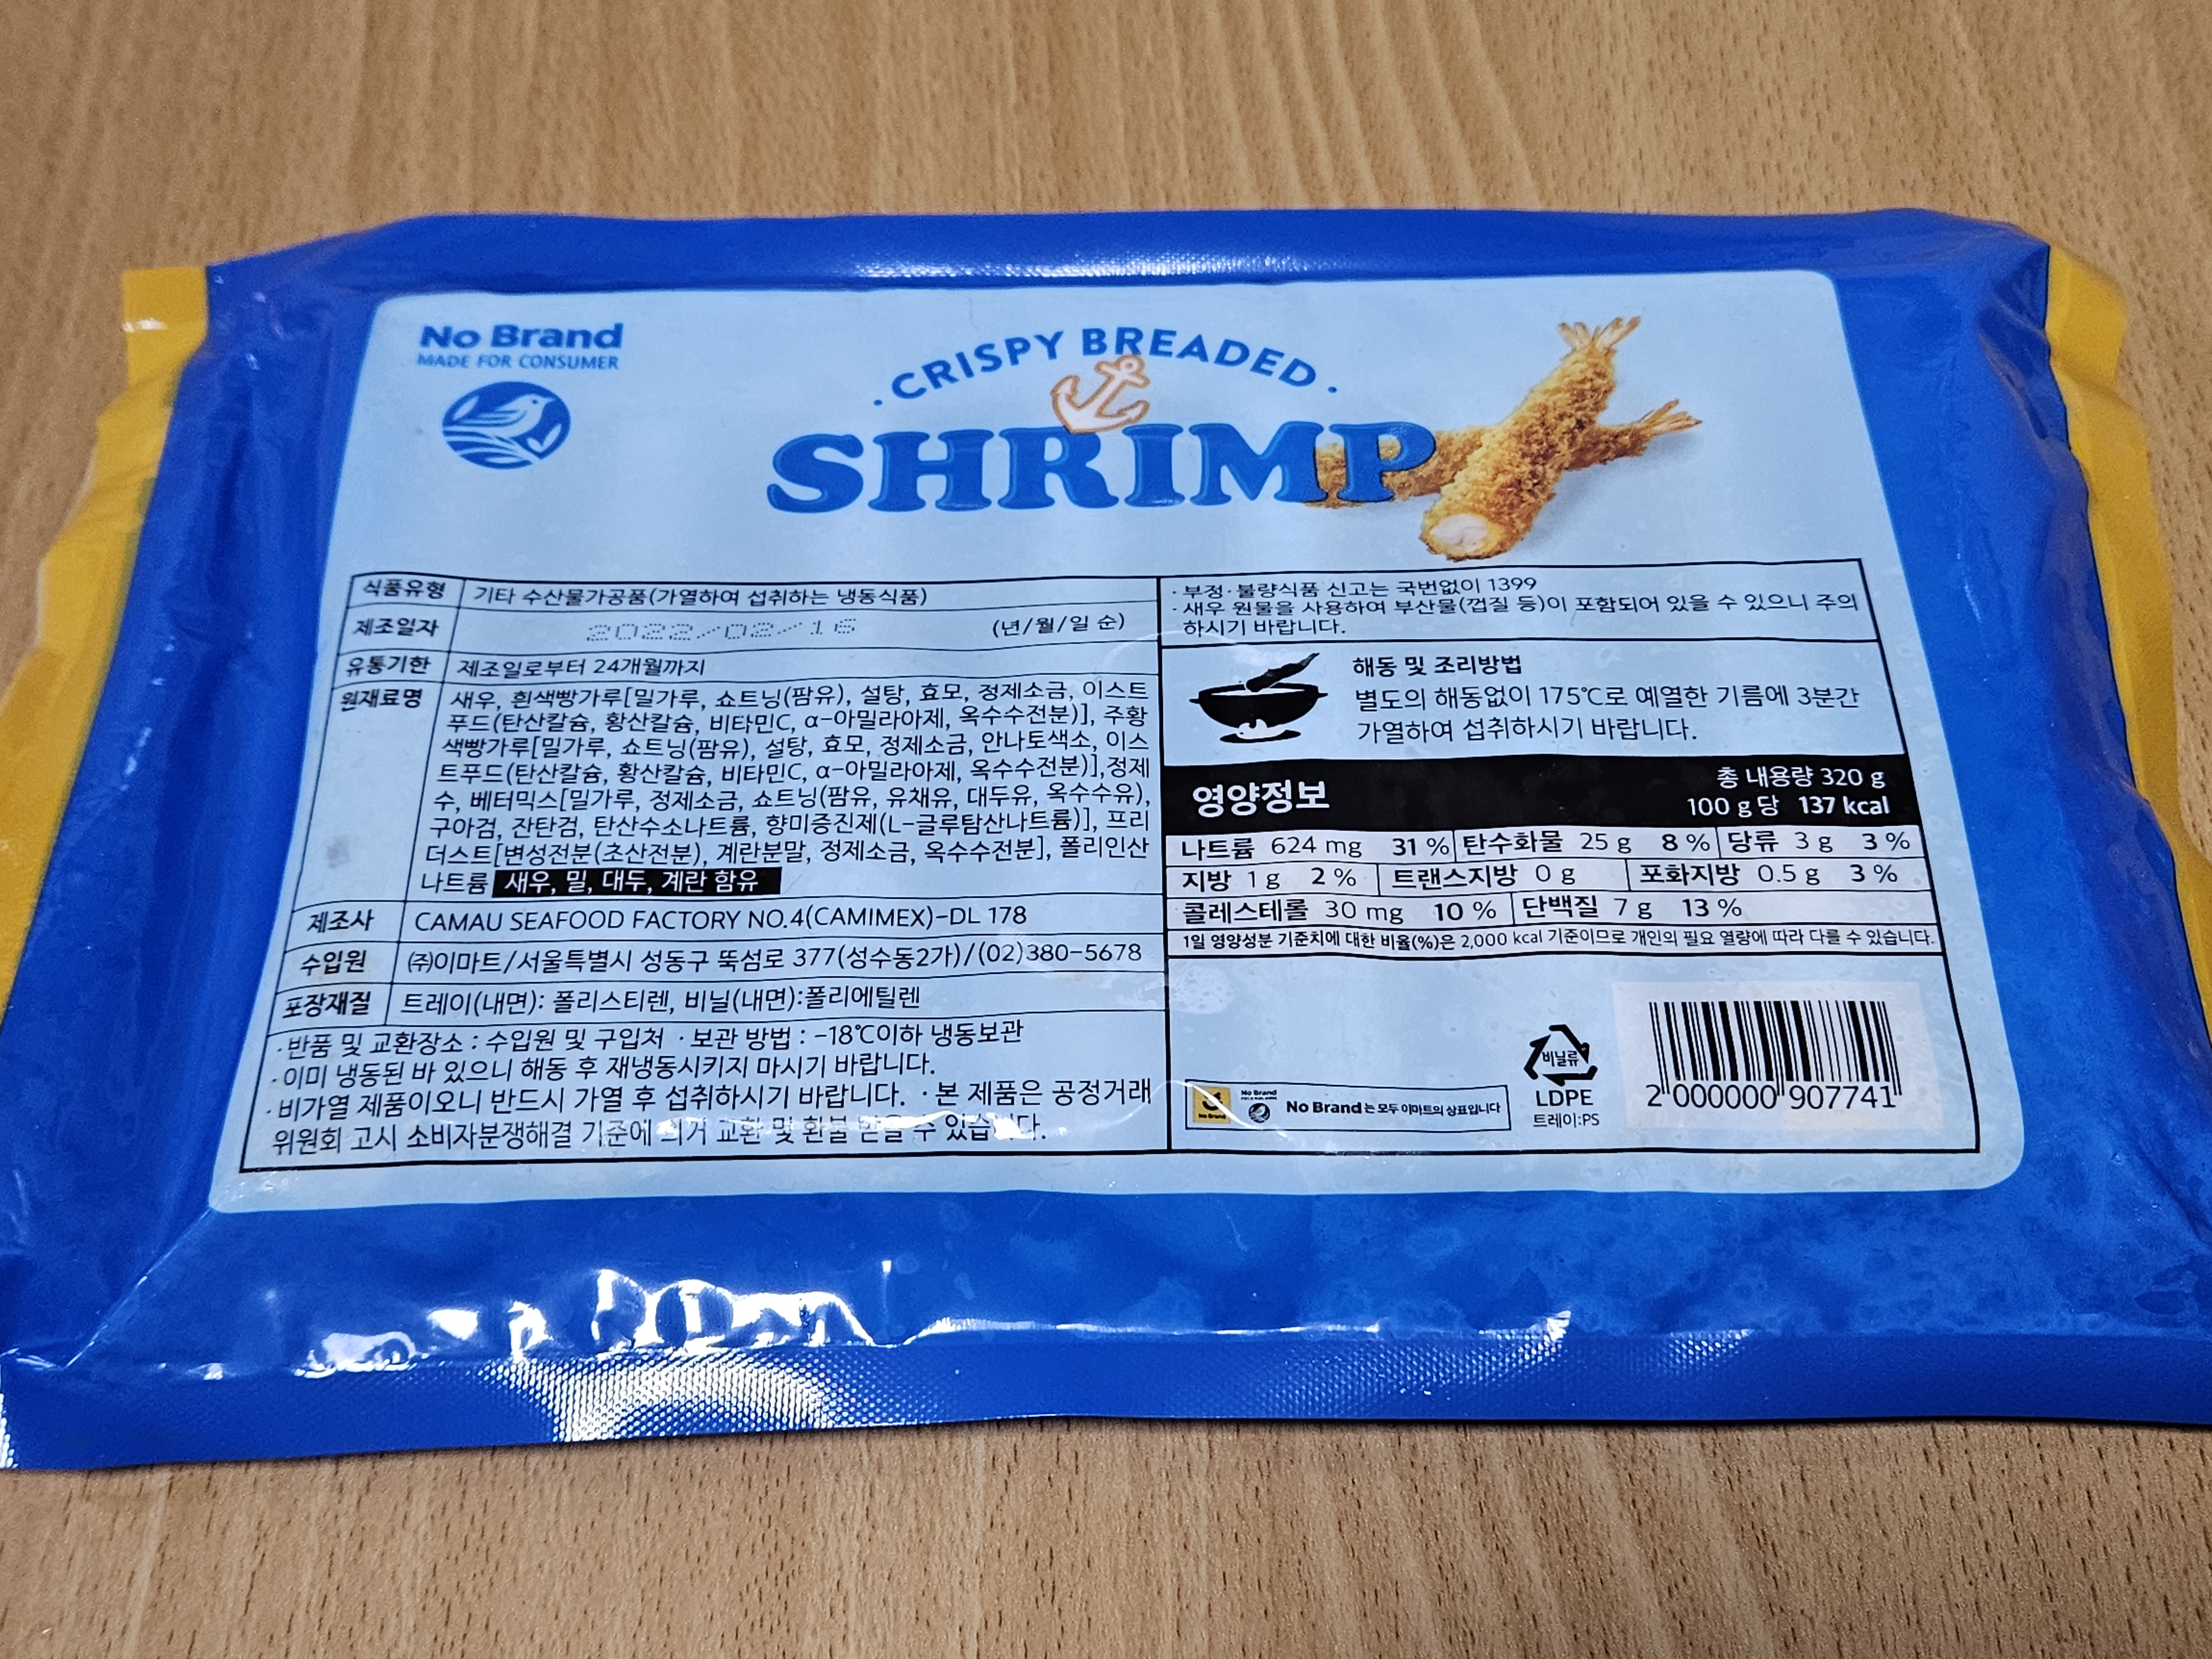 No Brand
MADE FOR CONSUMER
· CRISPY BREADED ·
SHRIMP
식품유형 기타 수산물가공품(가열하여 섭취하는 냉동식품)
제조일자 2022/02/16 (년/월/일 순)
유통기한 제조일로부터 24개월까지
원재료명 새우, 흰색빵가루[밀가루, 쇼트닝(팜유), 설탕, 효모, 정제소금, 이스트
푸드(탄산칼슘, 황산칼슘, 비타민C, α-아밀라아제, 옥수수전분)], 주황
색빵가루[밀가루, 쇼트닝(팜유), 설탕, 효모, 정제소금, 안나토색소, 이스
트푸드(탄산칼슘, 황산칼슘, 비타민C, α-아밀라아제, 옥수수전분)],정제
수, 베터믹스[밀가루, 정제소금, 쇼트닝(팜유, 유채유, 대두유, 옥수수유),
구아검, 잔탄검, 탄산수소나트륨, 향미증진제(L-글루탐산나트륨)], 프리
더스트[변성전분(초산전분), 계란분말, 정제소금, 옥수수전분], 폴리인산
나트륨 새우, 밀, 대두, 계란 함유
제조사 CAMAU SEAFOOD FACTORY NO.4(CAMIMEX)-DL 178
수입원 ㈜이마트/서울특별시 성동구 뚝섬로 377(성수동2가)/(02)380-5678
포장재질 트레이(내면): 폴리스티렌, 비닐(내면):폴리에틸렌
· 반품 및 교환장소 : 수입원 및 구입처 · 보관 방법 : -18℃이하 냉동보관
· 이미 냉동된 바 있으니 해동 후 재냉동시키지 마시기 바랍니다.
· 비가열 제품이오니 반드시 가열 후 섭취하시기 바랍니다. · 본 제품은 공정거래
위원회 고시 소비자분쟁해결 기준에 의거 교환 및 환불 받을 수 있습니다.
· 부정·불량식품 신고는 국번없이 1399
· 새우 원물을 사용하여 부산물(껍질 등)이 포함되어 있을 수 있으니 주의
하시기 바랍니다.
해동 및 조리방법
별도의 해동없이 175℃로 예열한 기름에 3분간
가열하여 섭취하시기 바랍니다.
영양정보
총 내용량 320 g
100 g당 137 kcal
나트륨 624 mg 31 % 탄수화물 25 g 8 % 당류 3 g 3 %
지방 1 g 2 % 트랜스지방 0 g 포화지방 0.5 g 3 %
콜레스테롤 30 mg 10 % 단백질 7 g 13 %
1일 영양성분 기준치에 대한 비율(%)은 2,000 kcal 기준이므로 개인의 필요 열량에 따라 다를 수 있습니다.
No Brand
No Brand
No Brand는 모두 이마트의 상표입니다
비닐류
LDPE
트레이:PS
2 000000 907741